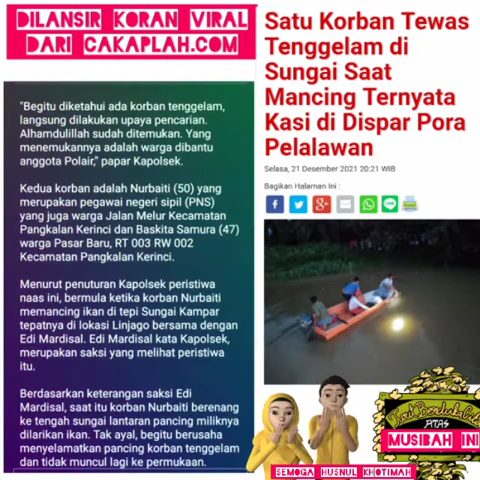 DILANSIR KORAN VIRAL
DARI CAKAPLAH.COM
"Begitu diketahui ada korban tenggelam,
langsung dilakukan upaya pencarian.
Alhamdulillah sudah ditemukan. Yang
menemukannya adalah warga dibantu
anggota Polair," papar Kapolsek.
Kedua korban adalah Nurbaiti (50) yang
merupakan pegawai negeri sipil (PNS)
yang juga warga Jalan Melur Kecamatan
Pangkalan Kerinci dan Baskita Samura (47)
warga Pasar Baru, RT 003 RW 002
Kecamatan Pangkalan Kerinci.
Menurut penuturan Kapolsek peristiwa
naas ini, bermula ketika korban Nurbaiti
memancing ikan di tepi Sungai Kampar
tepatnya di lokasi Linjago bersama dengan
Edi Mardisal. Edi Mardisal kata Kapolsek,
merupakan saksi yang melihat peristiwa
itu.
Berdasarkan keterangan saksi Edi
Mardisal, saat itu korban Nurbaiti berenang
ke tengah sungai lantaran pancing miliknya
dilarikan ikan. Tak ayal, begitu berusaha
menyelamatkan pancing korban tenggelam
dan tidak muncul lagi ke permukaan.
Satu Korban Tewas
Tenggelam di
Sungai Saat
Mancing Ternyata
Kasi di Dispar Pora
Pelalawan
Selasa, 21 Desember 2021 20:21 WIB
Bagikan Halaman Ini :
Turut Berduka
ATAS
MUSIBAH INI
SEMOGA HUSNUL KHOTIMAH